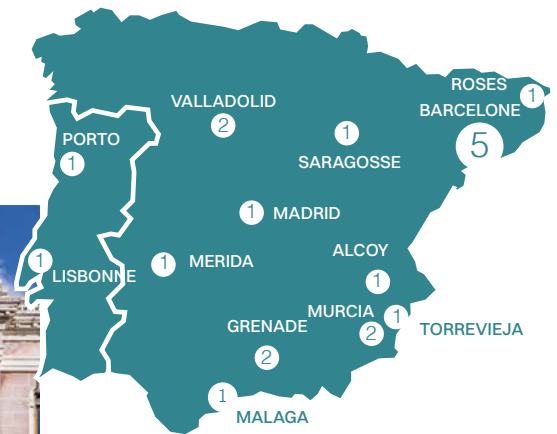 ROSES
1
BARCELONE
5
VALLADOLID
2
1
SARAGOSSE
PORTO
1
1
MADRID
ALCOY
1
1
MERIDA
1
LISBONNE
MURCIA
2
1
TORREVIEJA
GRENADE
2
1
MALAGA